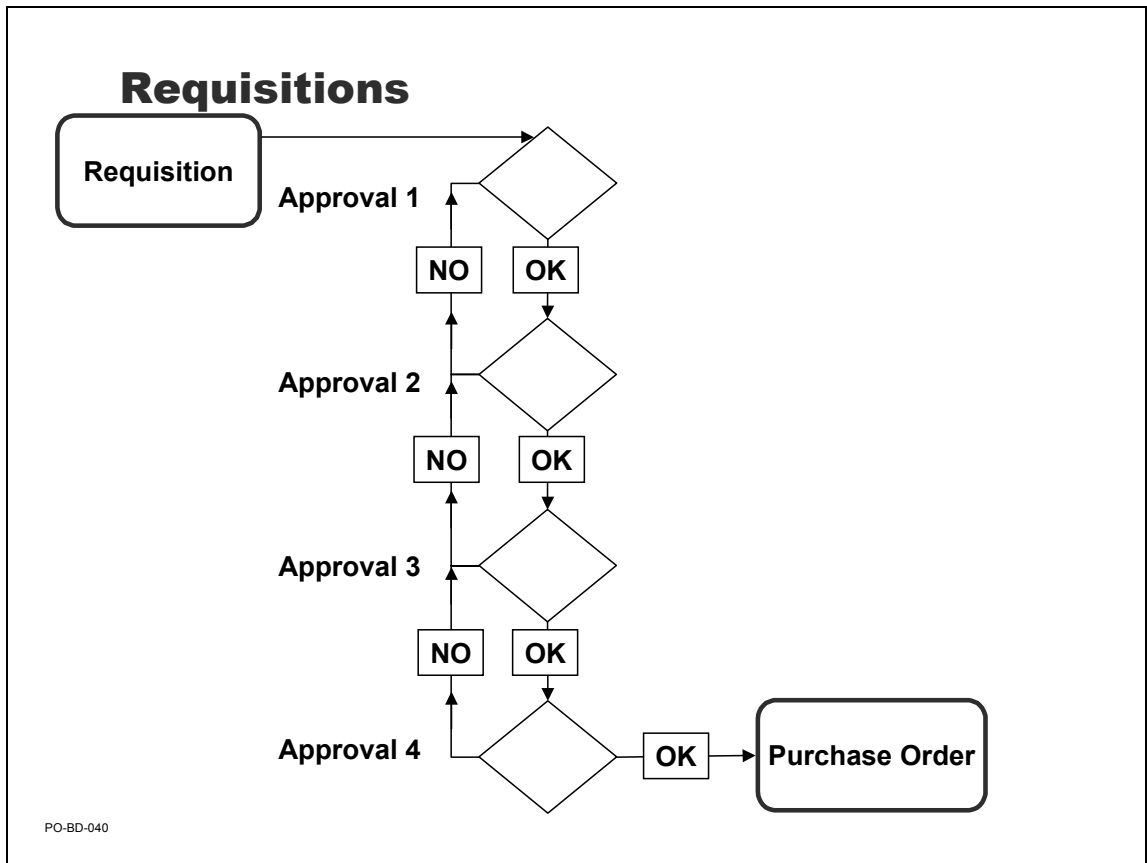 Requisitions
Requisition
Approval 1
NO
OK
Approval 2
NO
OK
Approval 3
NO
OK
Approval 4
OK
Purchase Order
PO-BD-040